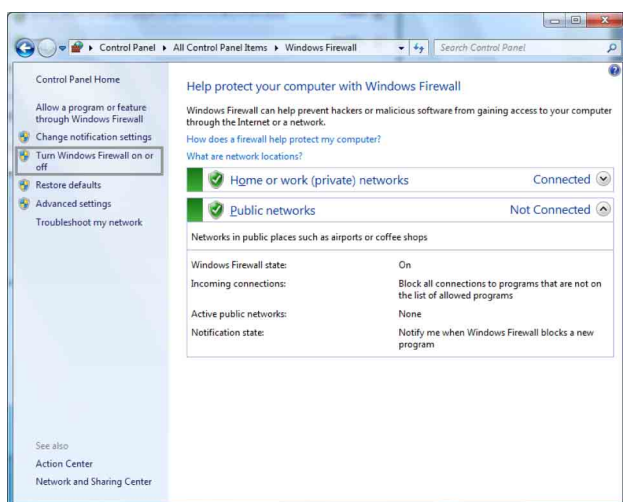 Control Panel ▸ All Control Panel Items ▸ Windows Firewall
Search Control Panel
Control Panel Home
Allow a program or feature
through Windows Firewall
Change notification settings
Turn Windows Firewall on or
off
Restore defaults
Advanced settings
Troubleshoot my network
See also
Action Center
Network and Sharing Center
Help protect your computer with Windows Firewall
Windows Firewall can help prevent hackers or malicious software from gaining access to your computer
through the Internet or a network.
How does a firewall help protect my computer?
What are network locations?
Home or work (private) networks Connected
Public networks Not Connected
Networks in public places such as airports or coffee shops
Windows Firewall state: On
Incoming connections: Block all connections to programs that are not on
the list of allowed programs
Active public networks: None
Notification state: Notify me when Windows Firewall blocks a new
program